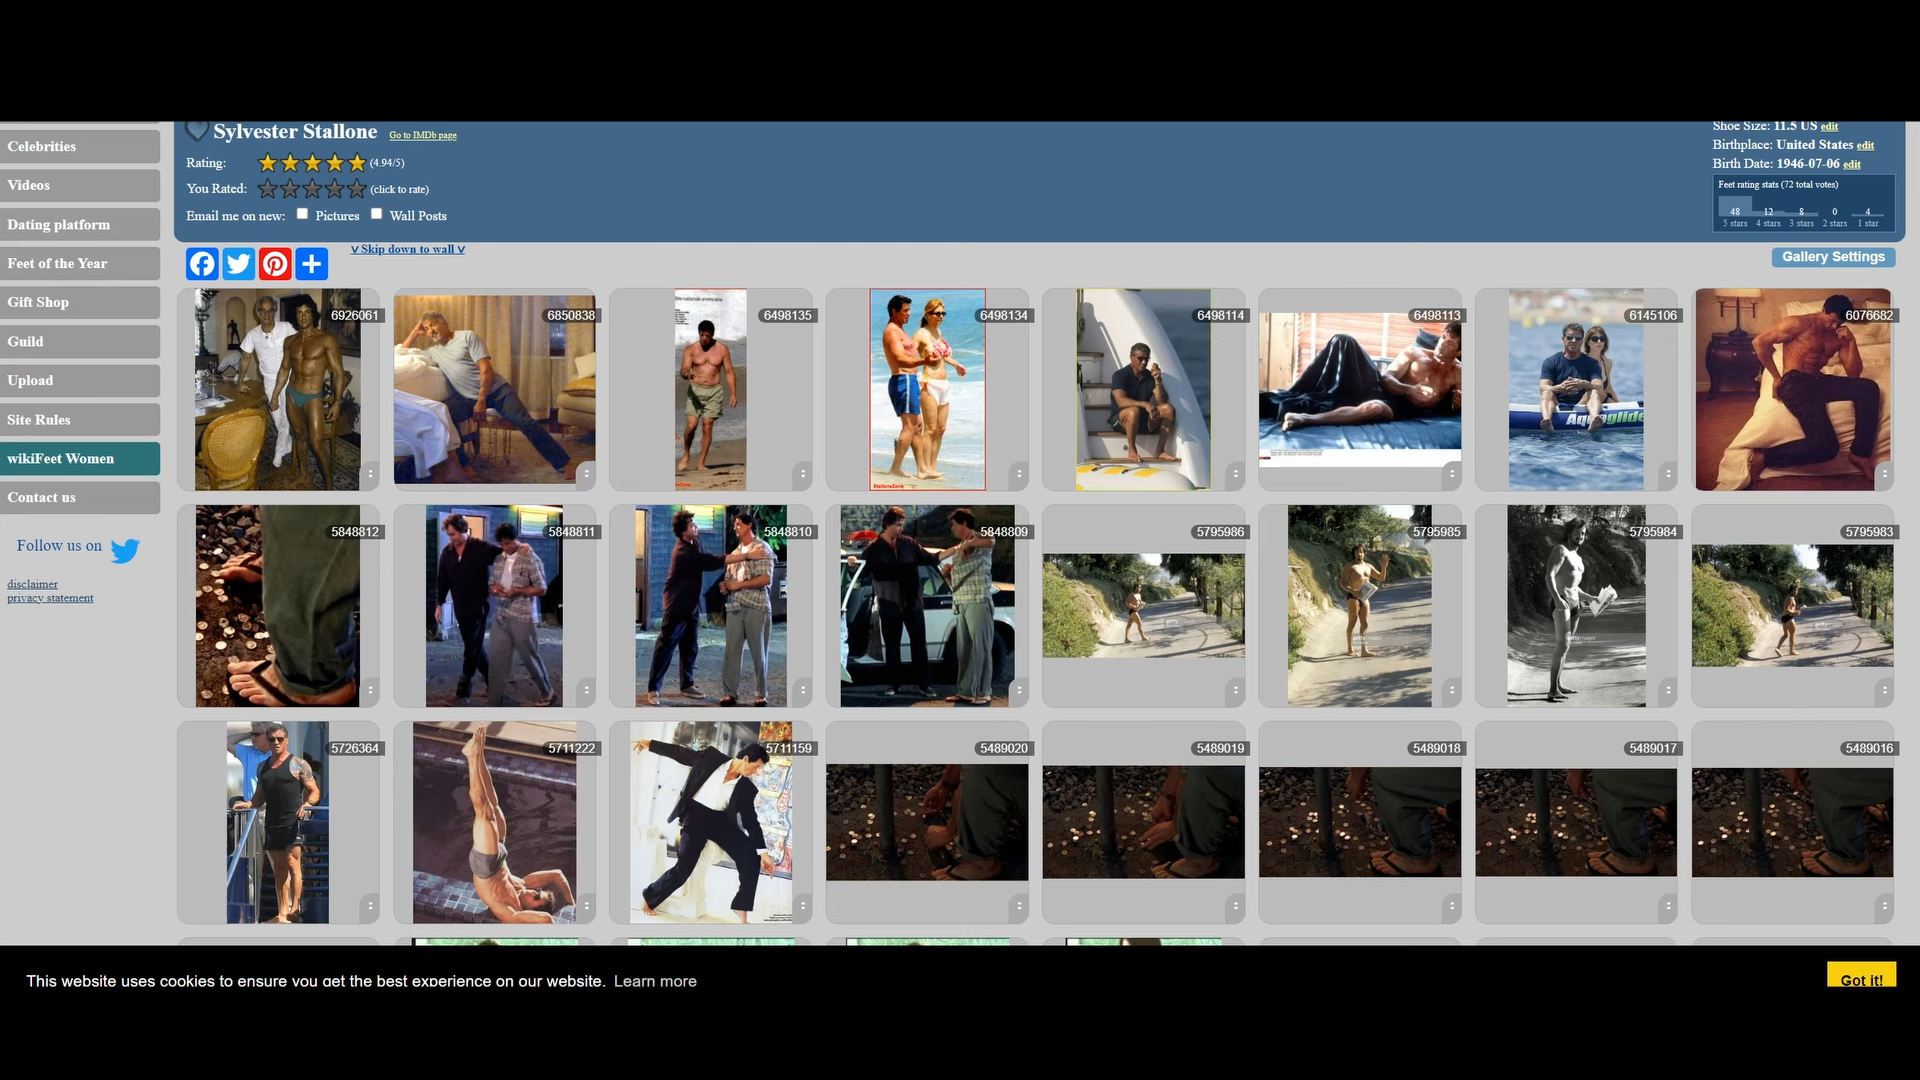 Sylvester Stallone Go to IMDb page
Rating: (4.94/5)
You Rated: (click to rate)
Email me on new: Pictures Wall Posts
Shoe Size: 11.5 US edit
Birthplace: United States edit
Birth Date: 1946-07-06 edit
Feet rating stats (72 total votes)
48 12 8 0 4
5 stars 4 stars 3 stars 2 stars 1 star
Celebrities
Videos
Dating platform
Feet of the Year
Gift Shop
Guild
Upload
Site Rules
wikiFeet Women
Contact us
Follow us on
disclaimer
privacy statement
V Skip down to wall V
Gallery Settings
6926061 6850838 6498135 6498134 6498114 6498113 6145106 6076682
Aquaglide
5848812 5848811 5848810 5848809 5795986 5795985 5795984 5795983
5726364 5711222 5711159 5489020 5489019 5489018 5489017 5489016
This website uses cookies to ensure you get the best experience on our website. Learn more
Got it!